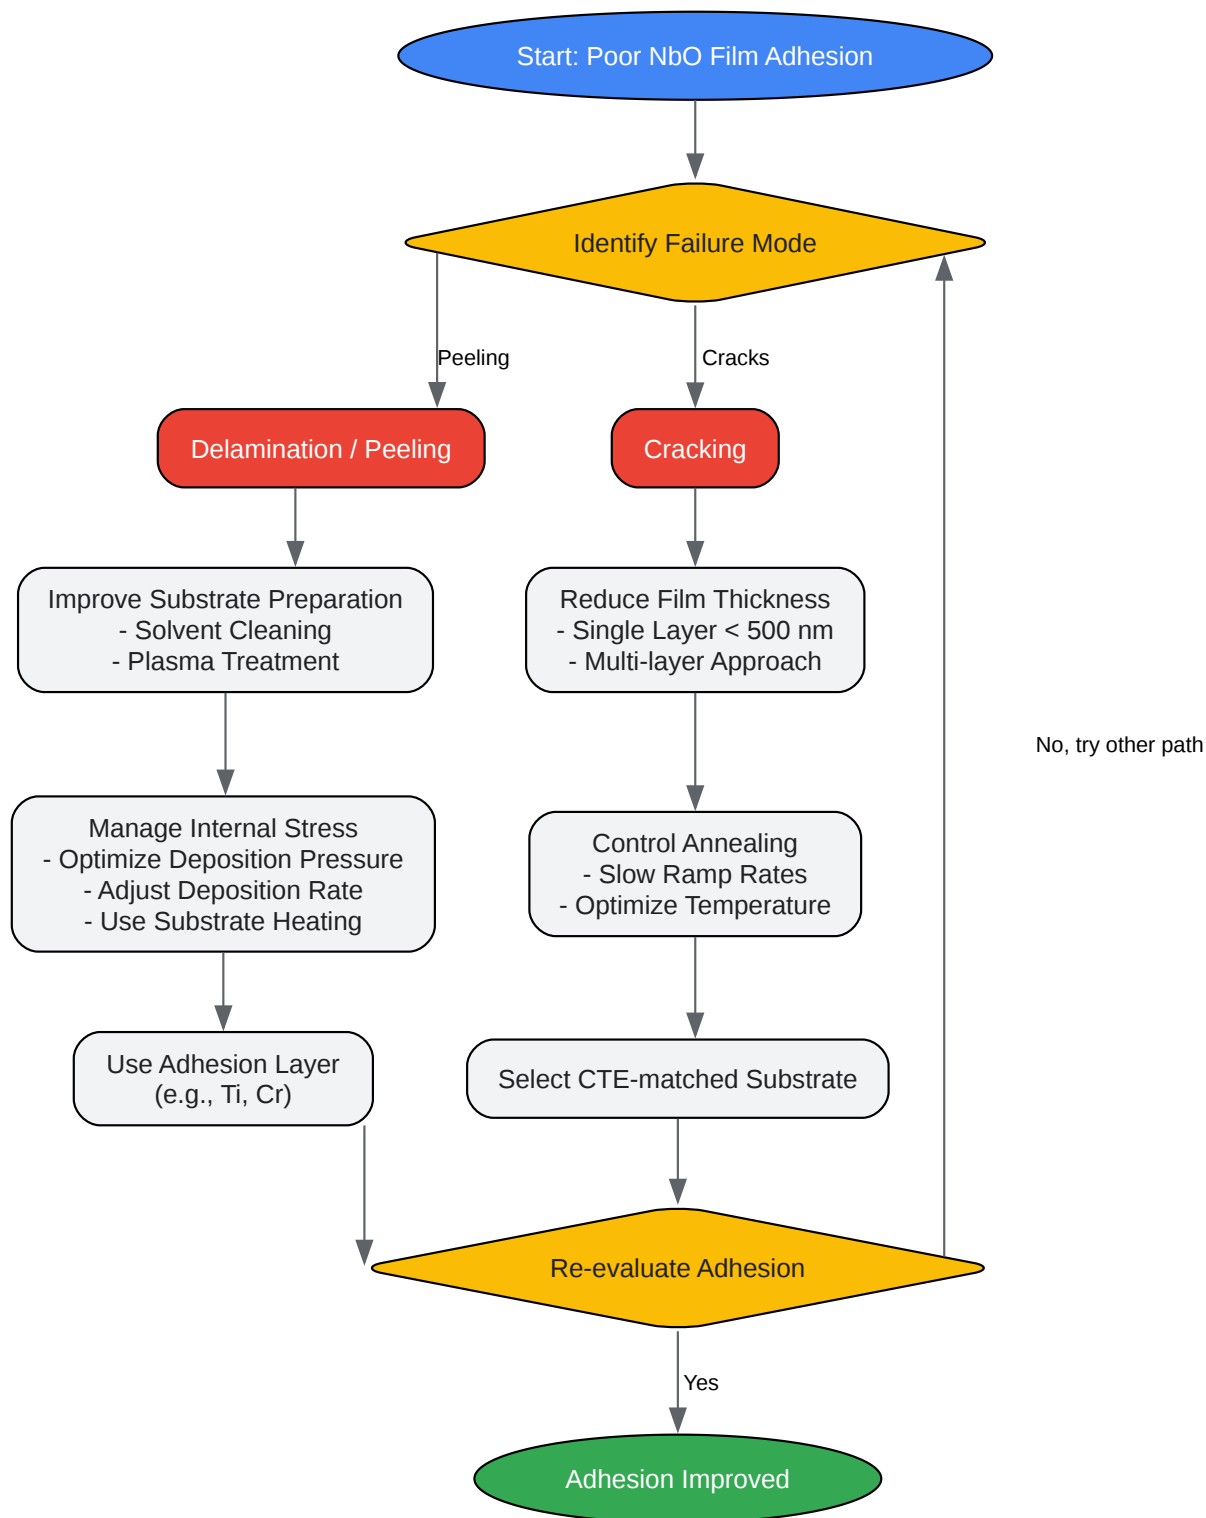 Start: Poor NbO Film Adhesion
Identify Failure Mode
Peeling
Cracks
Delamination / Peeling
Cracking
Improve Substrate Preparation
- Solvent Cleaning
- Plasma Treatment
Reduce Film Thickness
- Single Layer < 500 nm
- Multi-layer Approach
No, try other path
Manage Internal Stress
- Optimize Deposition Pressure
- Adjust Deposition Rate
- Use Substrate Heating
Control Annealing
- Slow Ramp Rates
- Optimize Temperature
Use Adhesion Layer
(e.g., Ti, Cr)
Select CTE-matched Substrate
Re-evaluate Adhesion
Yes
Adhesion Improved